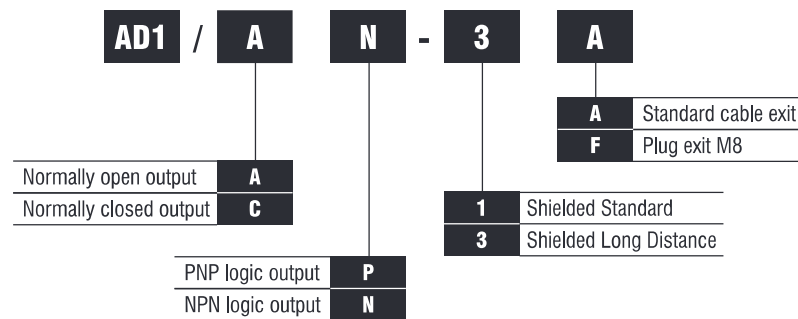 AD1 / A N - 3 A
A Standard cable exit
F Plug exit M8
Normally open output A
Normally closed output C
1 Shielded Standard
3 Shielded Long Distance
PNP logic output P
NPN logic output N